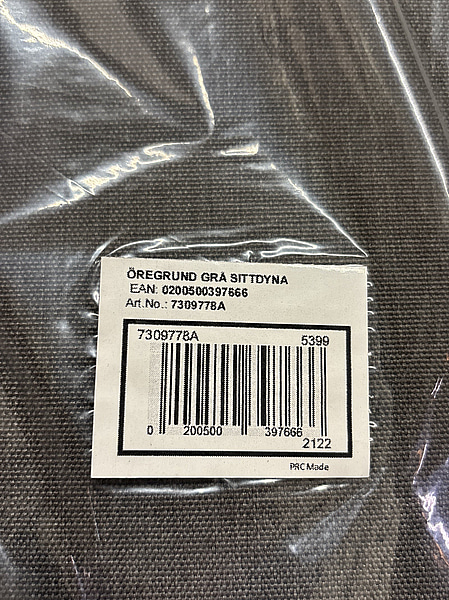 ÖREGRUND GRÅ SITTDYNA
EAN: 0200500397666
Art.No.: 7309778A
7309778A 5399
0 200500 397666
2122
PRC Made